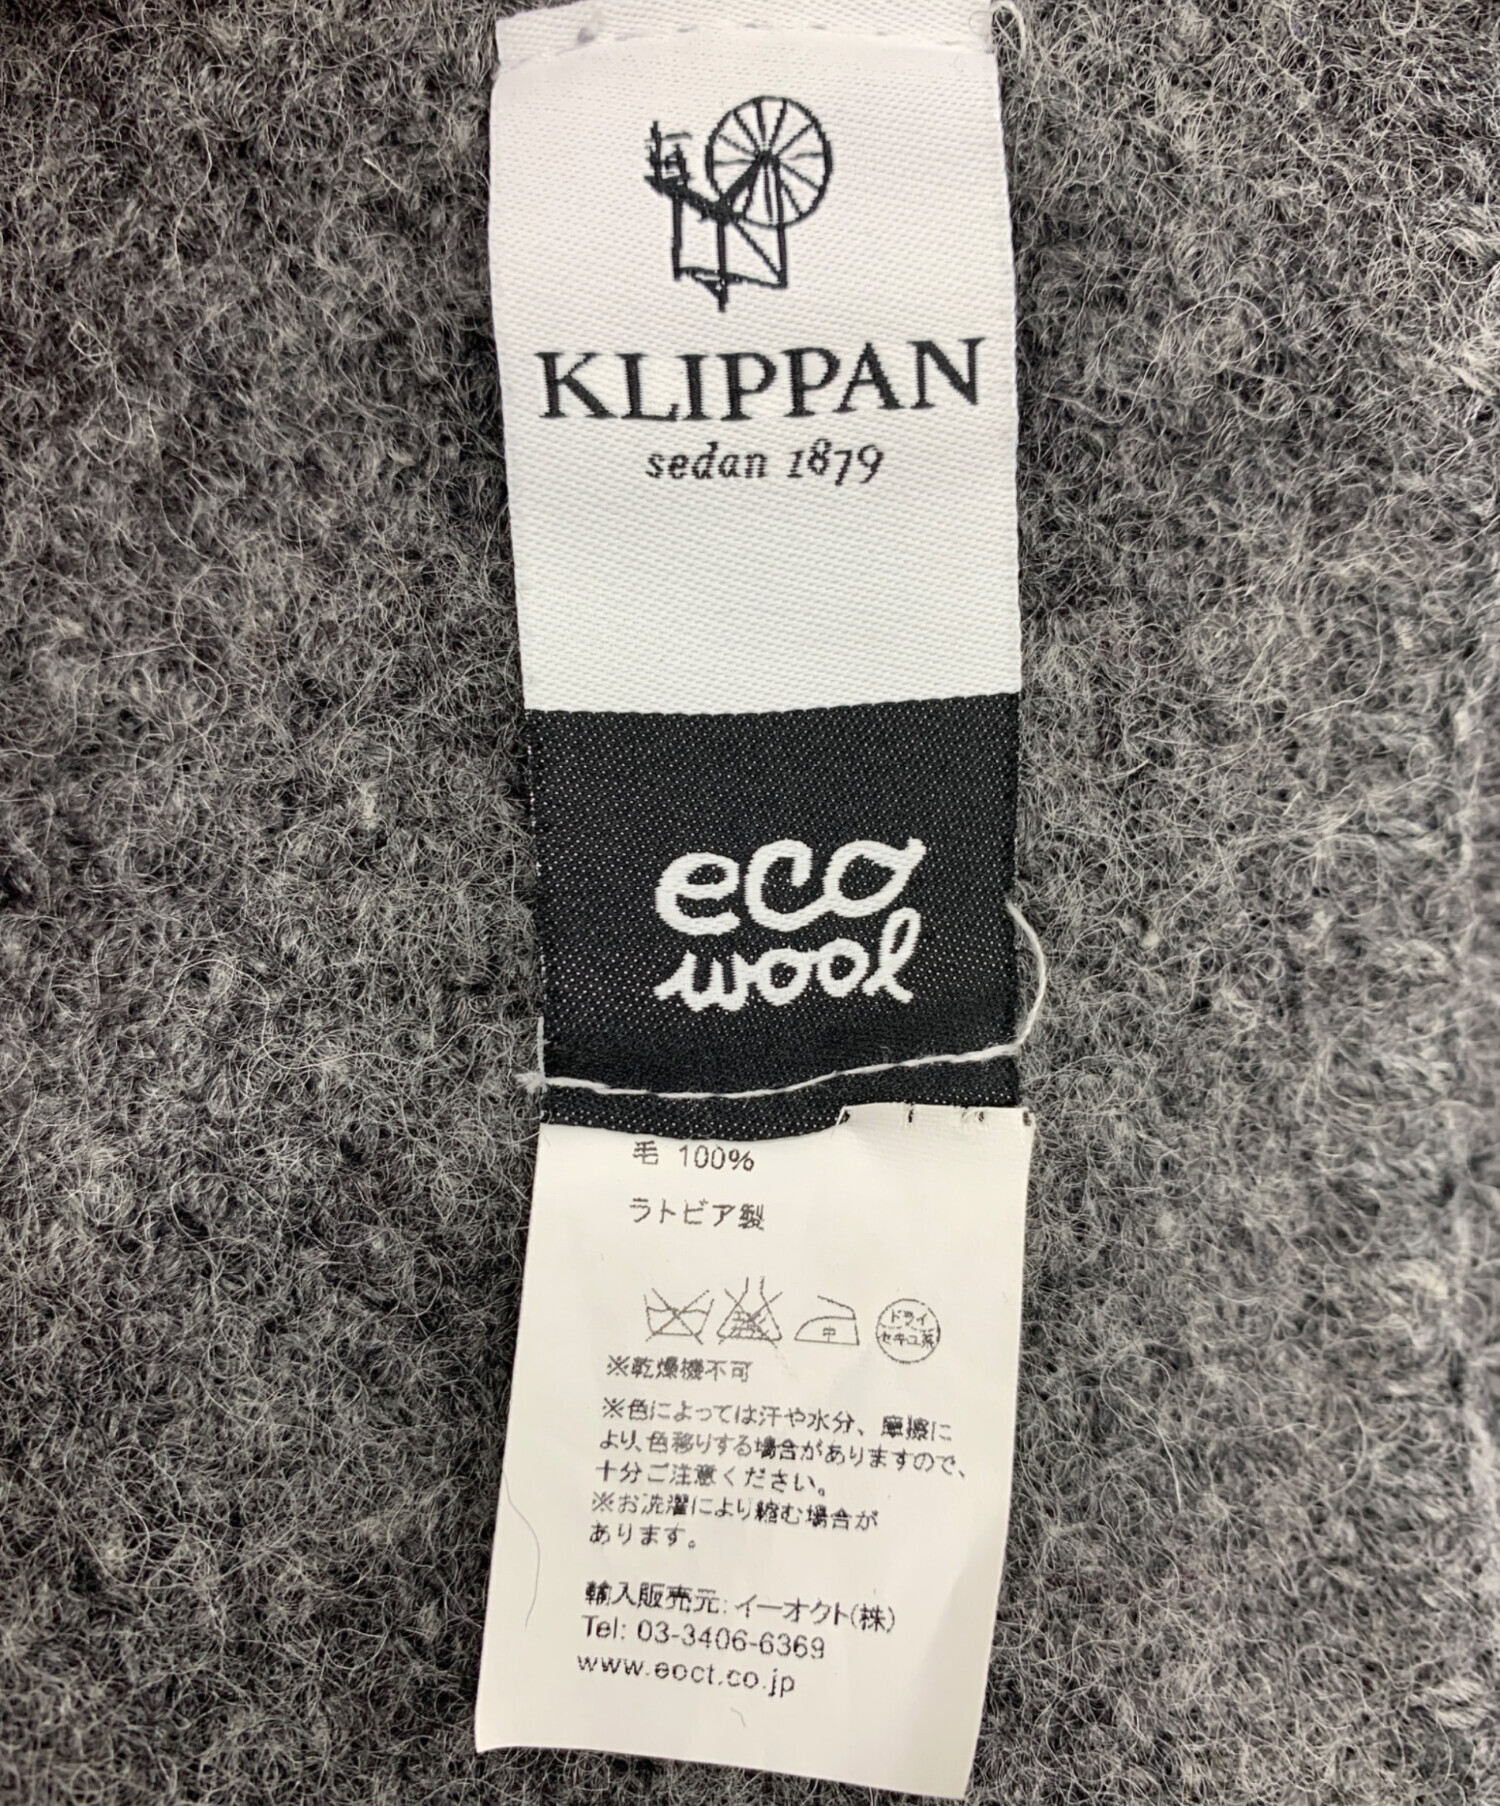 KLIPPAN
sedan 1879
eco
wool
毛 100%
ラトビア製
中
ドライ
セキユ系
※乾燥機不可
※色によっては汗や水分、摩擦に
より、色移りする場合がありますので、
十分ご注意ください。
※お洗濯により縮む場合が
あります。
輸入販売元: イーオクト(株)
Tel: 03-3406-6369
www.eoct.co.jp